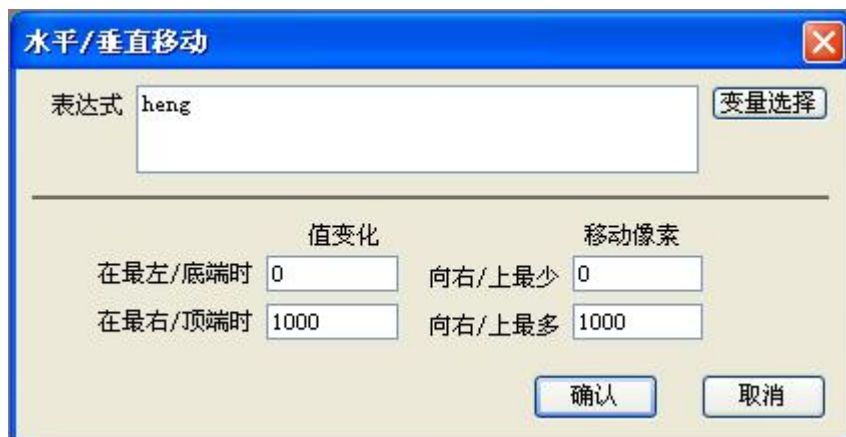 水平/垂直移动
表达式 heng 变量选择
值变化 移动像素
在最左/底端时 0 向右/上最少 0
在最右/顶端时 1000 向右/上最多 1000
确认 取消